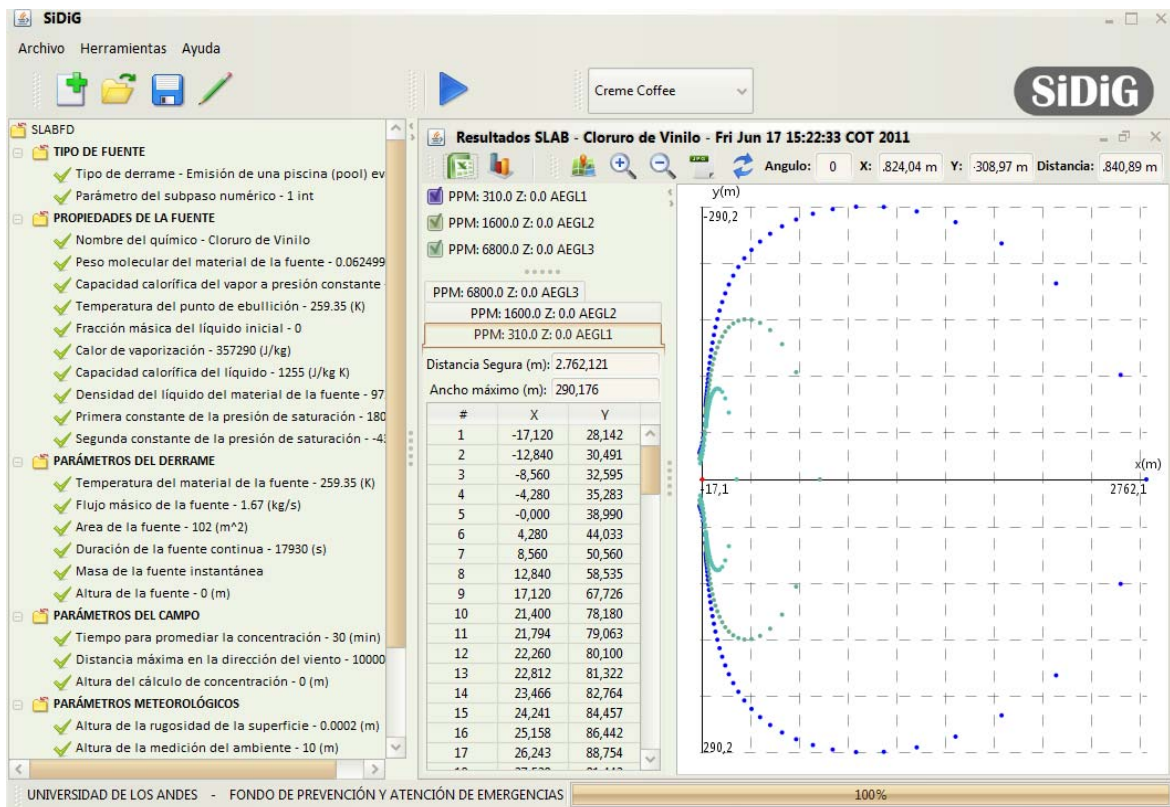 SiDiG
Archivo Herramientas Ayuda
Creme Coffee
SiDiG
SLABFD
TIPO DE FUENTE
Tipo de derrame - Emisión de una piscina (pool) ev
Parámetro del subpaso numérico - 1 int
PROPIEDADES DE LA FUENTE
Nombre del químico - Cloruro de Vinilo
Peso molecular del material de la fuente - 0.062499
Capacidad calorífica del vapor a presión constante -
Temperatura del punto de ebullición - 259.35 (K)
Fracción másica del líquido inicial - 0
Calor de vaporización - 357290 (J/kg)
Capacidad calorífica del líquido - 1255 (J/kg K)
Densidad del líquido del material de la fuente - 97
Primera constante de la presión de saturación - 180
Segunda constante de la presión de saturación - -43
PARÁMETROS DEL DERRAME
Temperatura del material de la fuente - 259.35 (K)
Flujo másico de la fuente - 1.67 (kg/s)
Area de la fuente - 102 (m^2)
Duración de la fuente continua - 17930 (s)
Masa de la fuente instantánea
Altura de la fuente - 0 (m)
PARÁMETROS DEL CAMPO
Tiempo para promediar la concentración - 30 (min)
Distancia máxima en la dirección del viento - 10000
Altura del cálculo de concentración - 0 (m)
PARÁMETROS METEOROLÓGICOS
Altura de la rugosidad de la superficie - 0.0002 (m)
Altura de la medición del ambiente - 10 (m)
Resultados SLAB - Cloruro de Vinilo - Fri Jun 17 15:22:33 COT 2011
JPG
Angulo: 0 X: .824,04 m Y: -308,97 m Distancia: .840,89 m
PPM: 310.0 Z: 0.0 AEGL1
PPM: 1600.0 Z: 0.0 AEGL2
PPM: 6800.0 Z: 0.0 AEGL3
PPM: 6800.0 Z: 0.0 AEGL3
PPM: 1600.0 Z: 0.0 AEGL2
PPM: 310.0 Z: 0.0 AEGL1
Distancia Segura (m): 2.762,121
Ancho máximo (m): 290,176
# X Y
1 -17,120 28,142
2 -12,840 30,491
3 -8,560 32,595
4 -4,280 35,283
5 -0,000 38,990
6 4,280 44,033
7 8,560 50,560
8 12,840 58,535
9 17,120 67,726
10 21,400 78,180
11 21,794 79,063
12 22,260 80,100
13 22,812 81,322
14 23,466 82,764
15 24,241 84,457
16 25,158 86,442
17 26,243 88,754
y(m)
-290,2
x(m)
-17,1
2762,1
290,2
UNIVERSIDAD DE LOS ANDES - FONDO DE PREVENCIÓN Y ATENCIÓN DE EMERGENCIAS
100%